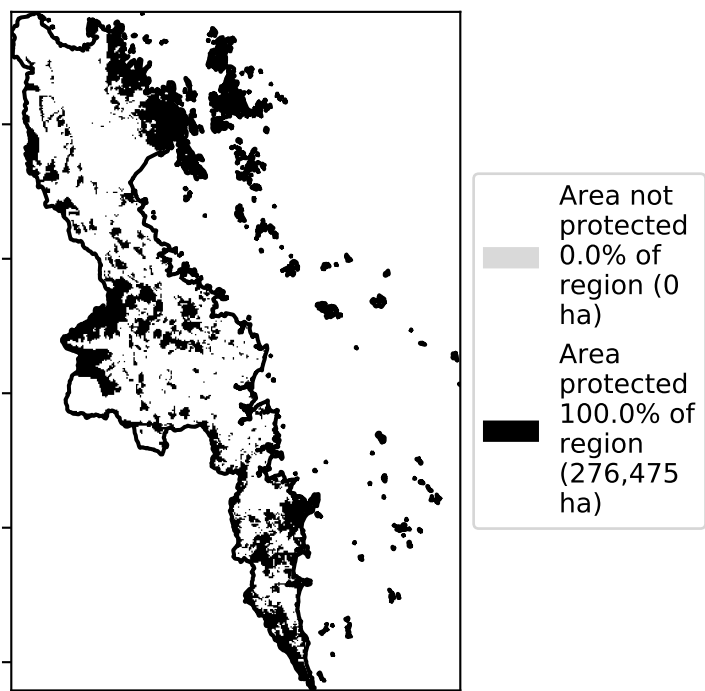 Area not
protected
0.0% of
region (0
ha)
Area
protected
100.0% of
region
(276,475
ha)